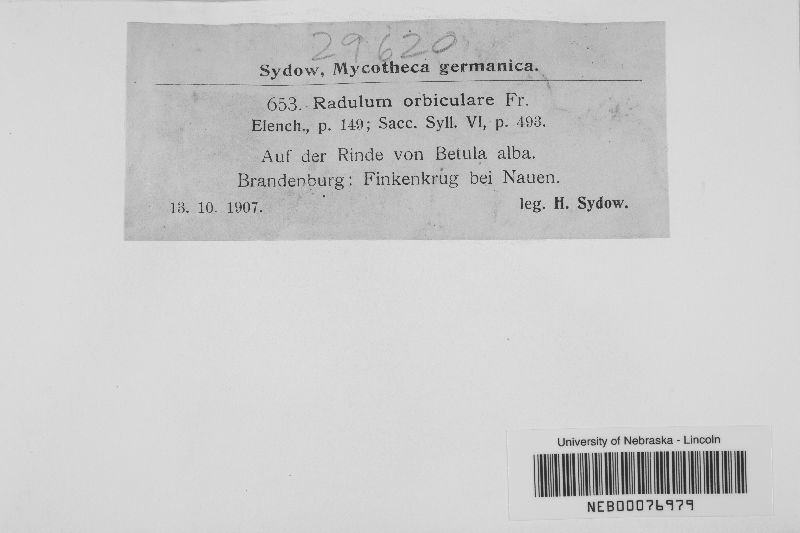 29620
Sydow, Mycotheca germanica.
653. Radulum orbiculare Fr.
Elench., p. 149; Sacc. Syll. VI, p. 493.
Auf der Rinde von Betula alba.
Brandenburg: Finkenkrug bei Nauen.
13. 10. 1907. leg. H. Sydow.
University of Nebraska - Lincoln
NEB00076979